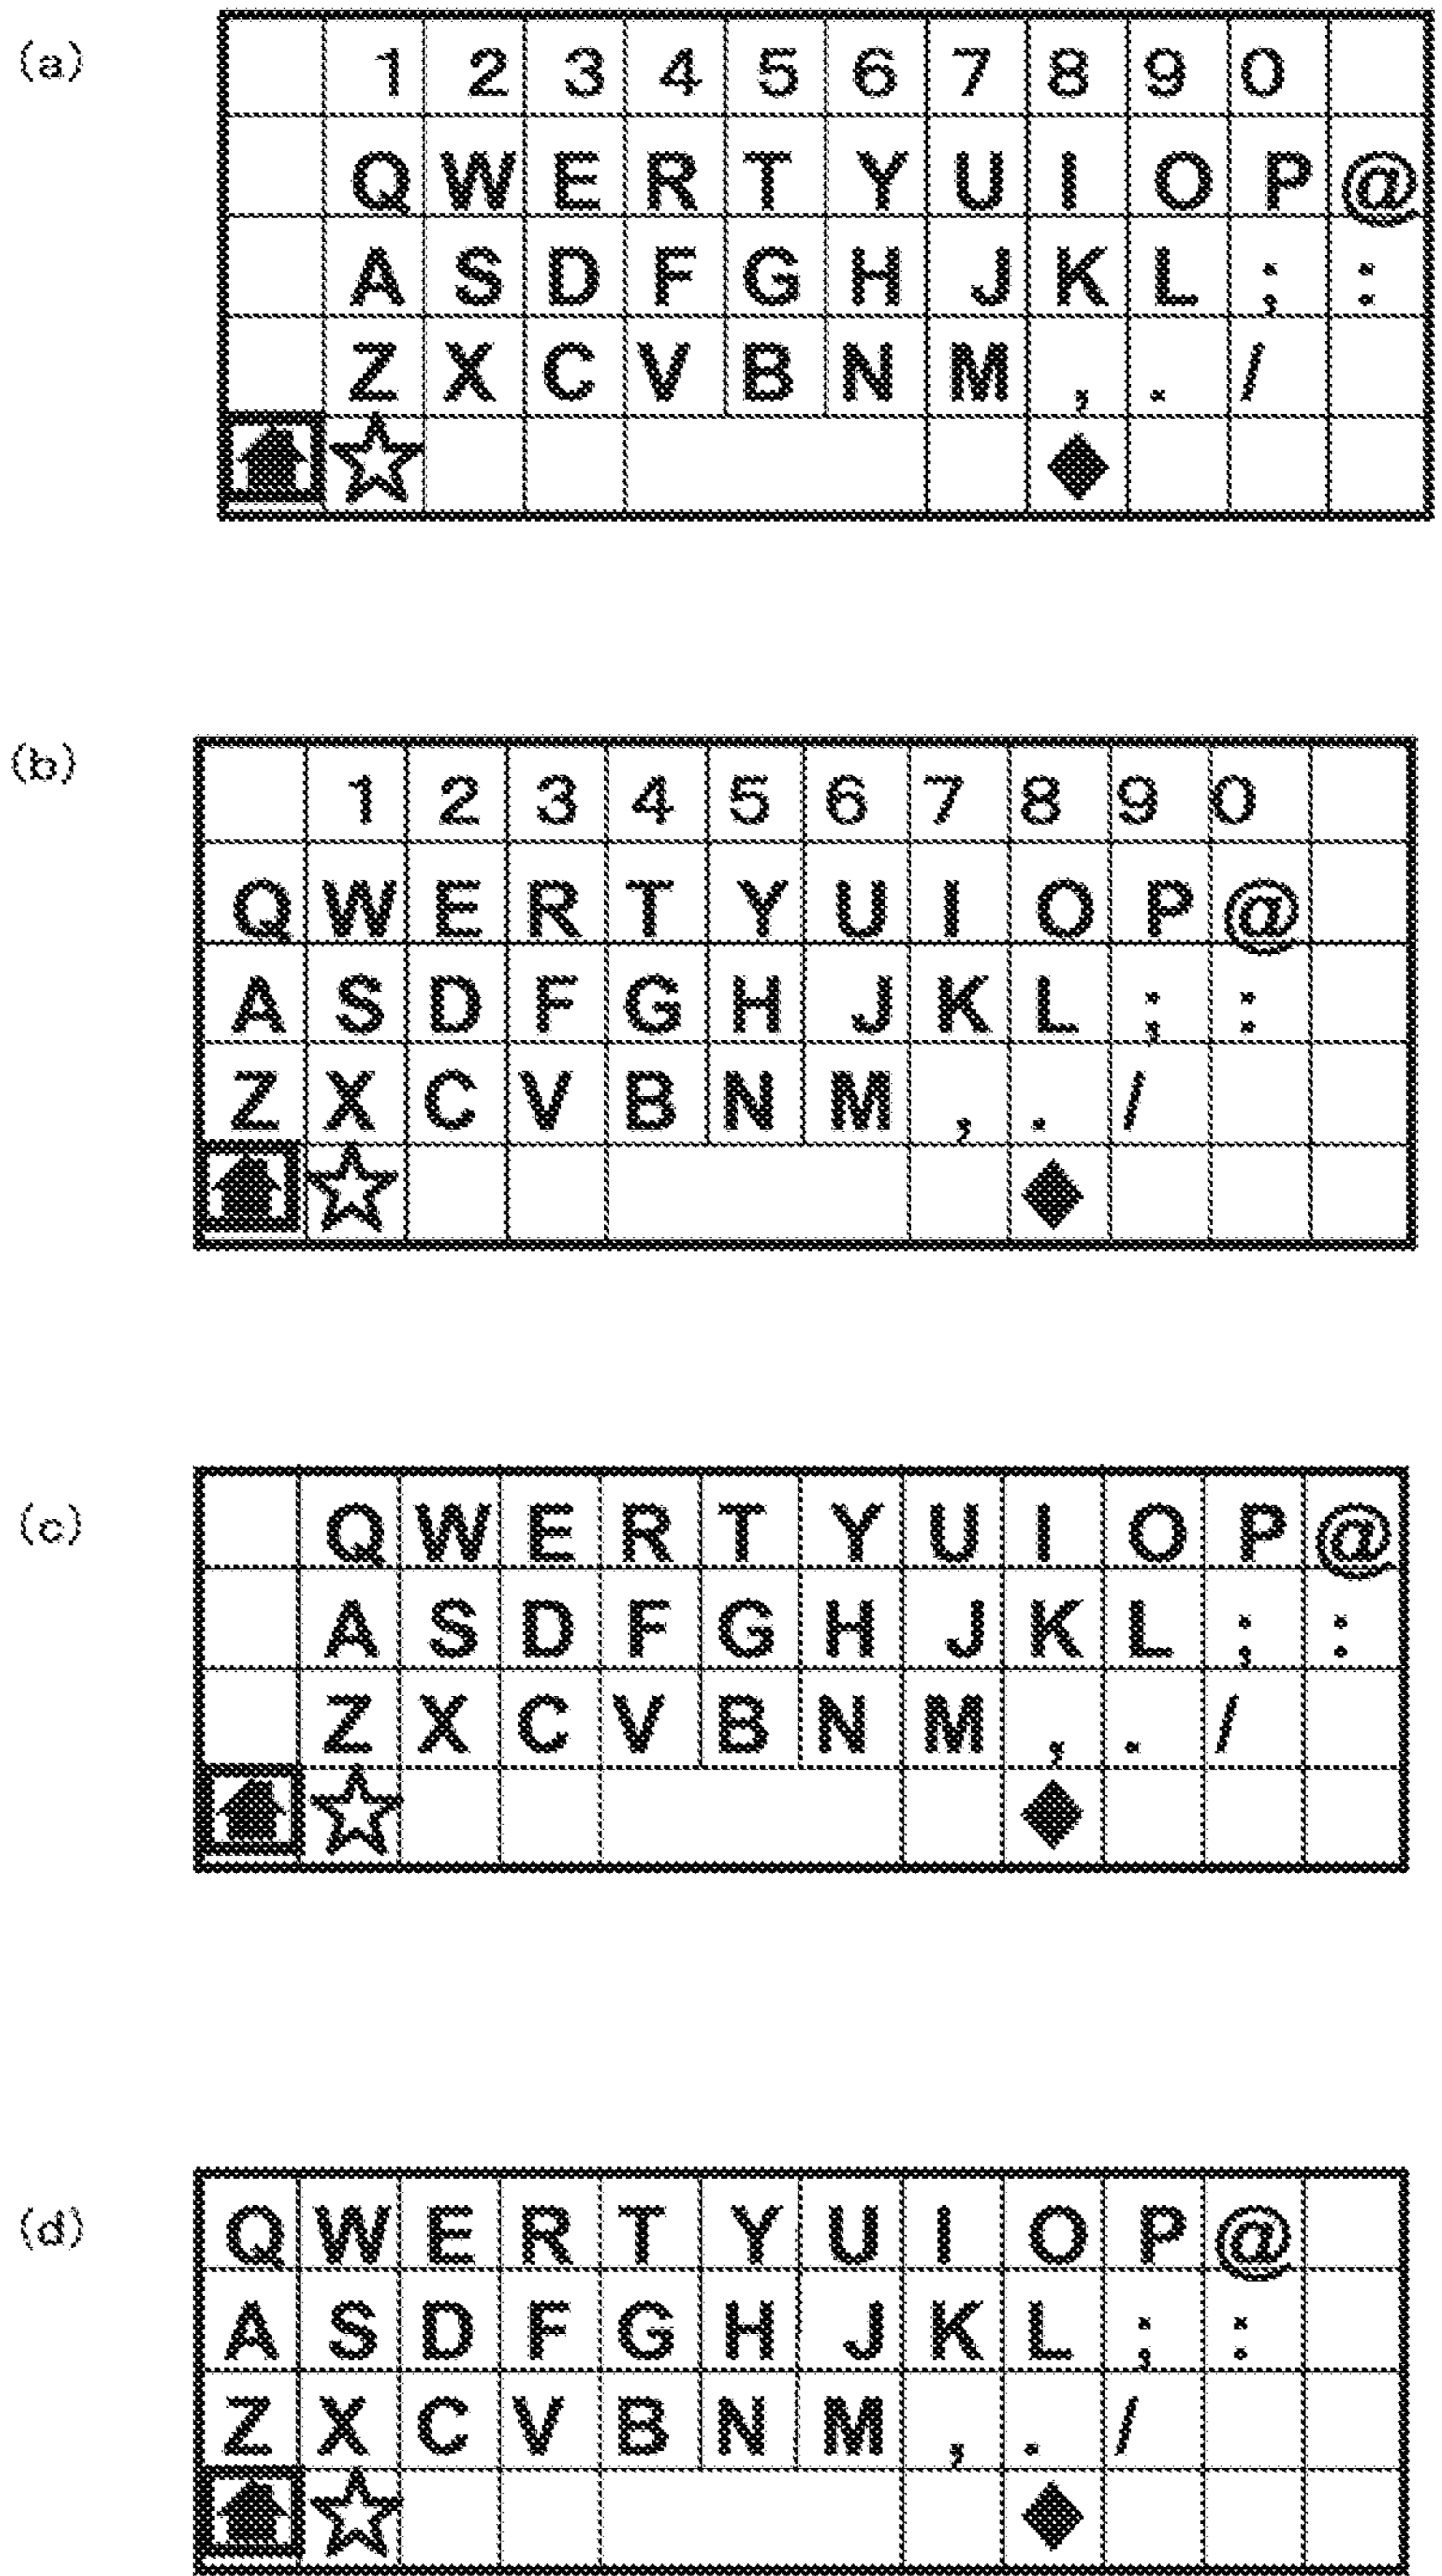 (a)
1 2 3 4 5 6 7 8 9 0
Q W E R T Y U I O P @
A S D F G H J K L ; :
Z X C V B N M , . /
(b)
1 2 3 4 5 6 7 8 9 0
Q W E R T Y U I O P @
A S D F G H J K L ; :
Z X C V B N M , . /
(c)
Q W E R T Y U I O P @
A S D F G H J K L ; :
Z X C V B N M , . /
(d)
Q W E R T Y U I O P @
A S D F G H J K L ; :
Z X C V B N M , . /